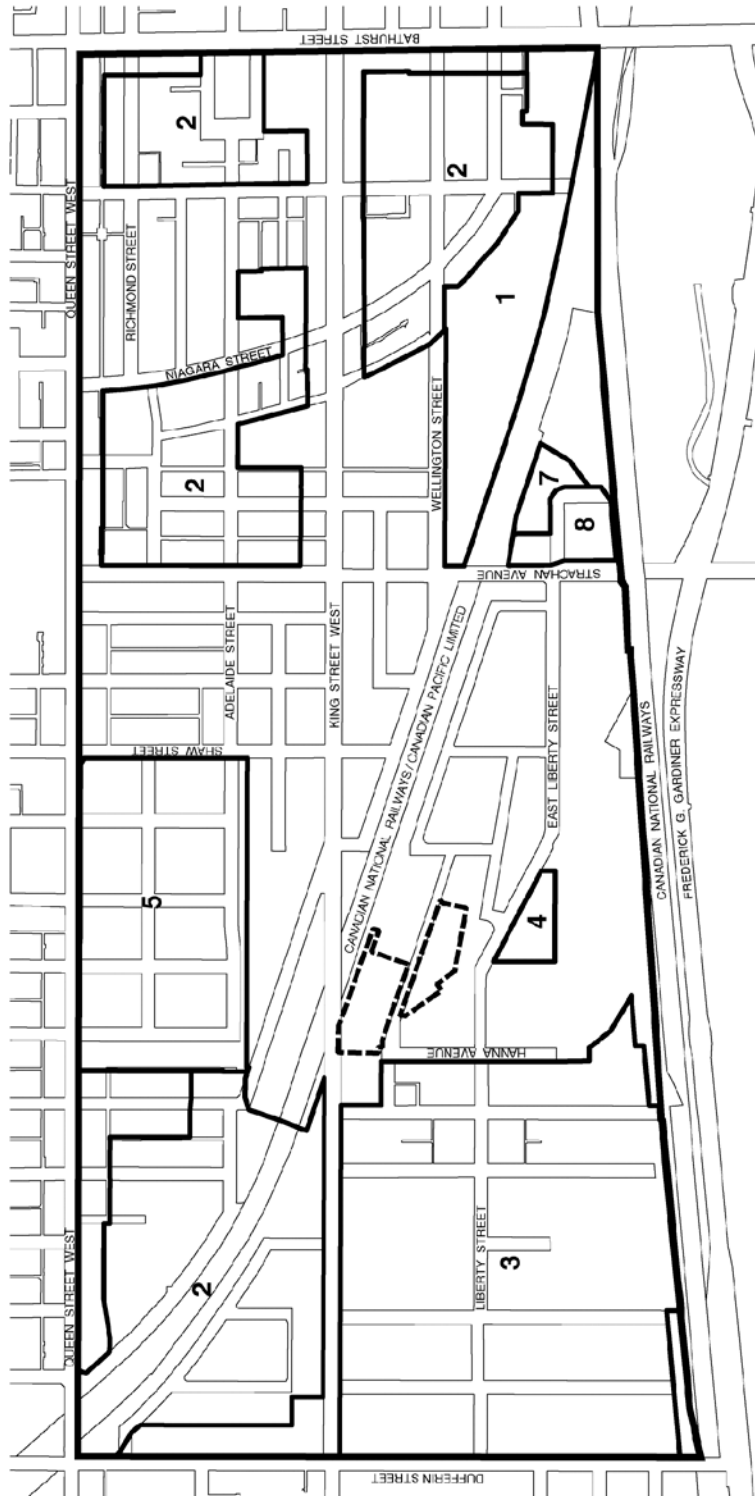 BATHURST STREET
QUEEN STREET WEST
RICHMOND STREET
NIAGARA STREET
2
2
2
1
WELLINGTON STREET
7
8
STRACHAN AVENUE
ADELAIDE STREET
KING STREET WEST
SHAW STREET
CANADIAN NATIONAL RAILWAYS/CANADIAN PACIFIC LIMITED
EAST LIBERTY STREET
CANADIAN NATIONAL RAILWAYS
FREDERICK G. GARDINER EXPRESSWAY
5
4
HANNA AVENUE
QUEEN STREET WEST
2
LIBERTY STREET
3
DUFFERIN STREET